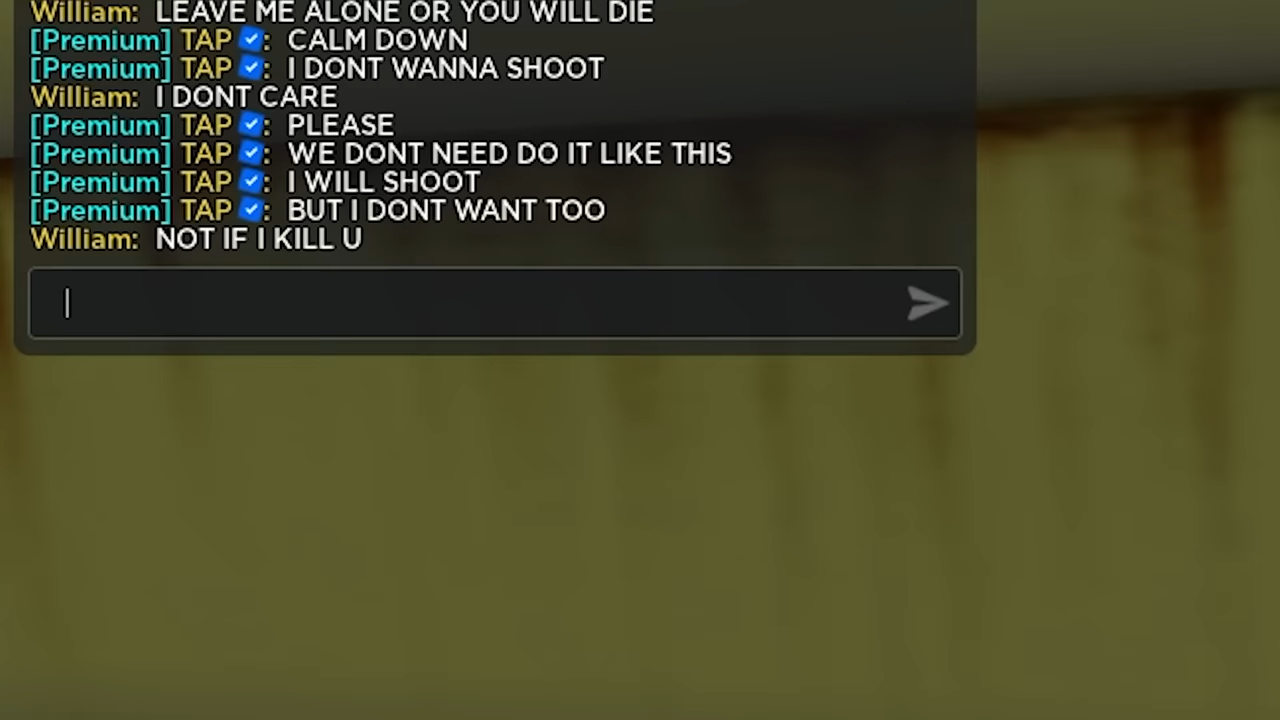 William: LEAVE ME ALONE OR YOU WILL DIE
[Premium] TAP: CALM DOWN
[Premium] TAP: I DONT WANNA SHOOT
William: I DONT CARE
[Premium] TAP: PLEASE
[Premium] TAP: WE DONT NEED DO IT LIKE THIS
[Premium] TAP: I WILL SHOOT
[Premium] TAP: BUT I DONT WANT TOO
William: NOT IF I KILL U